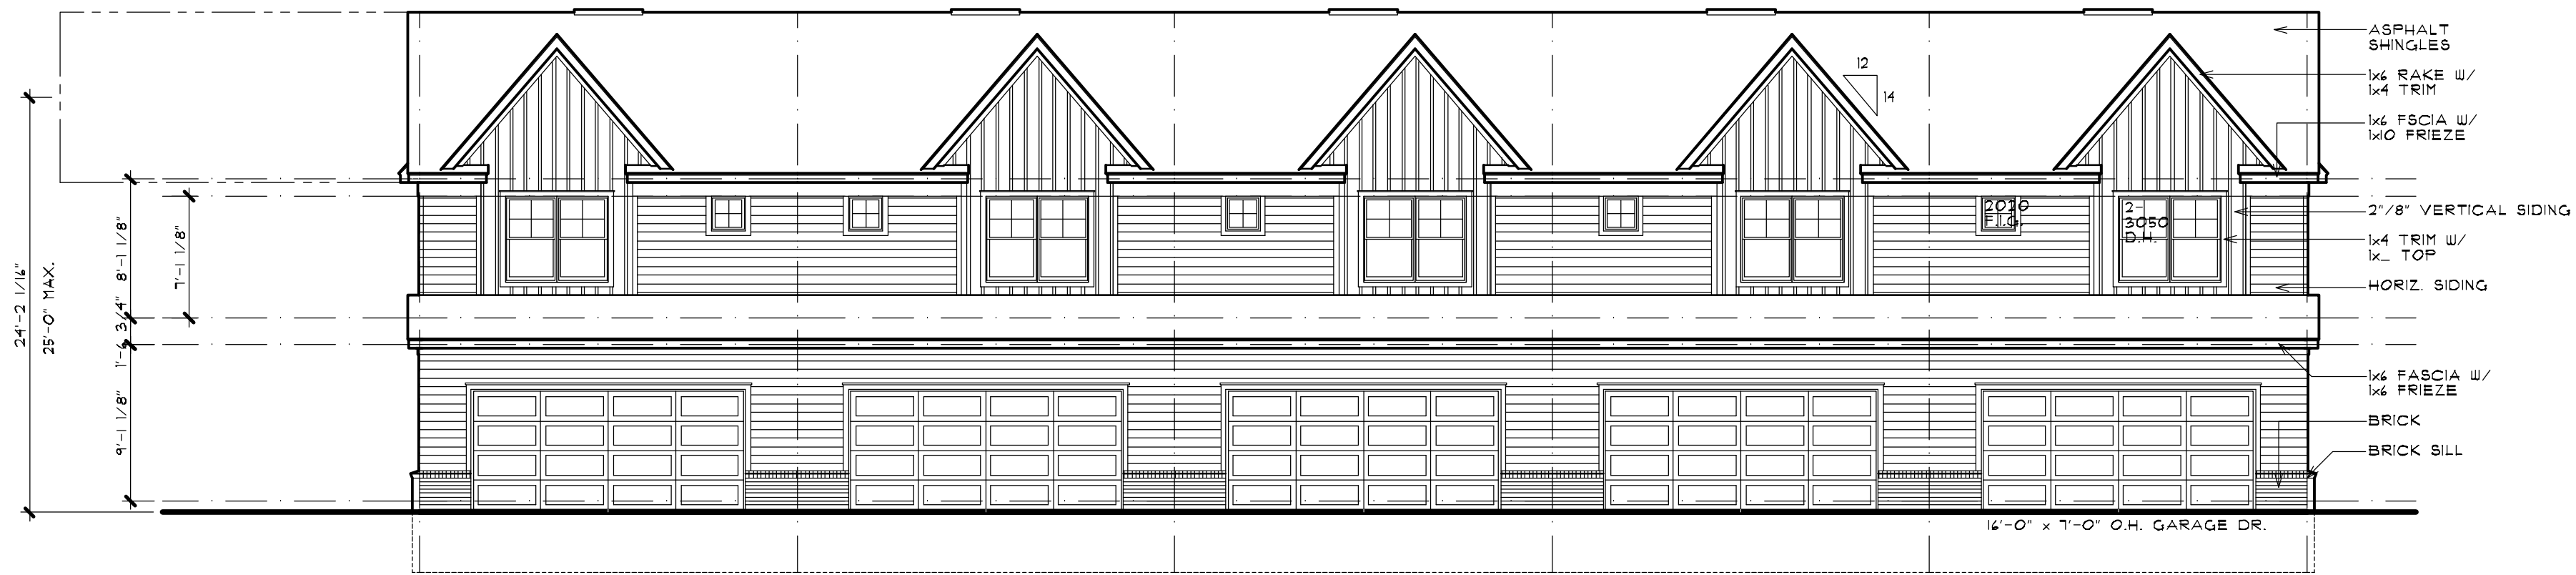 ASPHALT
SHINGLES
1x6 RAKE W/
1x4 TRIM
12
14
1x6 FSCIA W/
1x10 FRIEZE
2020
F.I.G.
2-
3050
D.H.
2"/8" VERTICAL SIDING
1x4 TRIM W/
1x_ TOP
HORIZ. SIDING
24'-2 1/16"
25'-0" MAX.
8'-1 1/8"
7'-1 1/8"
1'-6 3/4"
9'-1 1/8"
1x6 FASCIA W/
1x6 FRIEZE
BRICK
BRICK SILL
16'-0" x 7'-0" O.H. GARAGE DR.